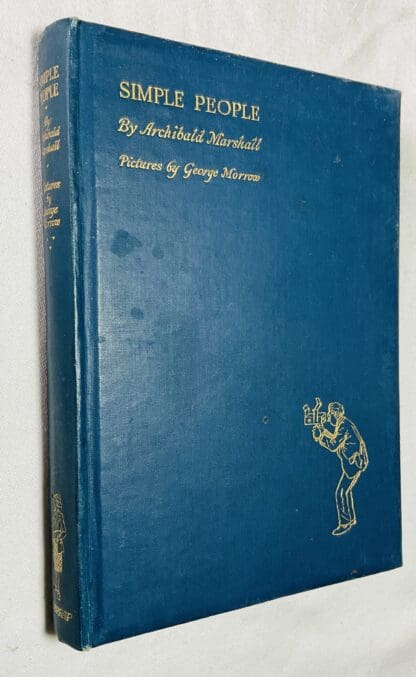 SIMPLE PEOPLE
By Archibald Marshall
Pictures by George Morrow
SIMPLE
PEOPLE
By
Archibald
Marshall
Pictures
by
George
Morrow